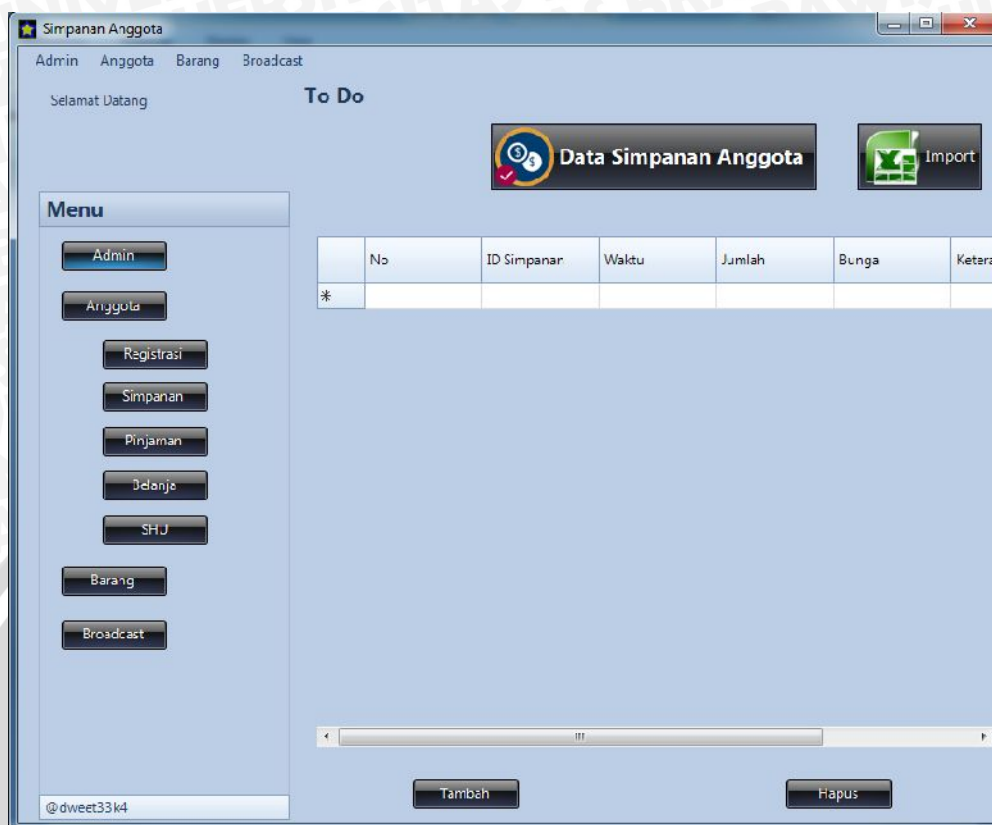 Simpanan Anggota
Admin Anggota Barang Broadcast
Selamat Datang
To Do
Data Simpanan Anggota
Import
Menu
Admin
Anggota
Registrasi
Simpanan
Pinjaman
Belanja
SHU
Barang
Broadcast
No ID Simpanan Waktu Jumlah Bunga Ketera
*
Tambah Hapus
@dweet33k4